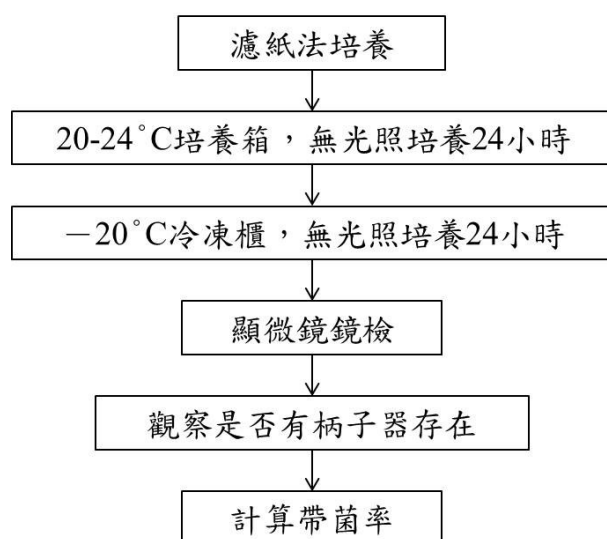 濾紙法培養
20-24°C培養箱，無光照培養24小時
－20°C冷凍櫃，無光照培養24小時
顯微鏡鏡檢
觀察是否有柄子器存在
計算帶菌率